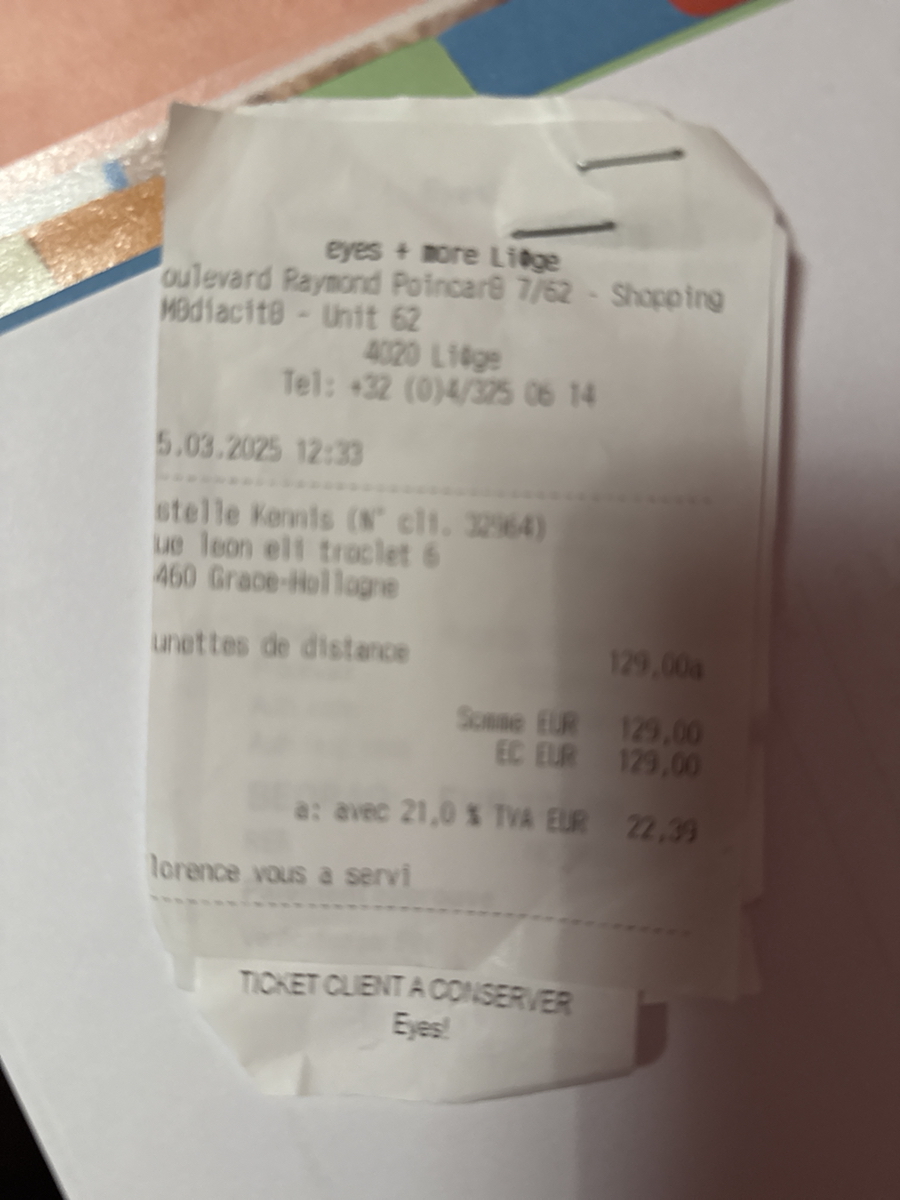 eyes + more Li¢ge
oulevard Raymond Poincar0 7/62 - Shopping
M0diacit0 - Unit 62
4020 Li¢ge
Tel: +32 (0)4/325 06 14
5.03.2025 12:33
stelle Kennis (N° cli. 32964)
ue leon eli troclet 6
460 Grace-Hollogne
unettes de distance 129,00a
Somme EUR 129,00
EC EUR 129,00
a: avec 21,0 % TVA EUR 22,39
lorence vous a servi
TICKET CLIENT A CONSERVER
Eyes!